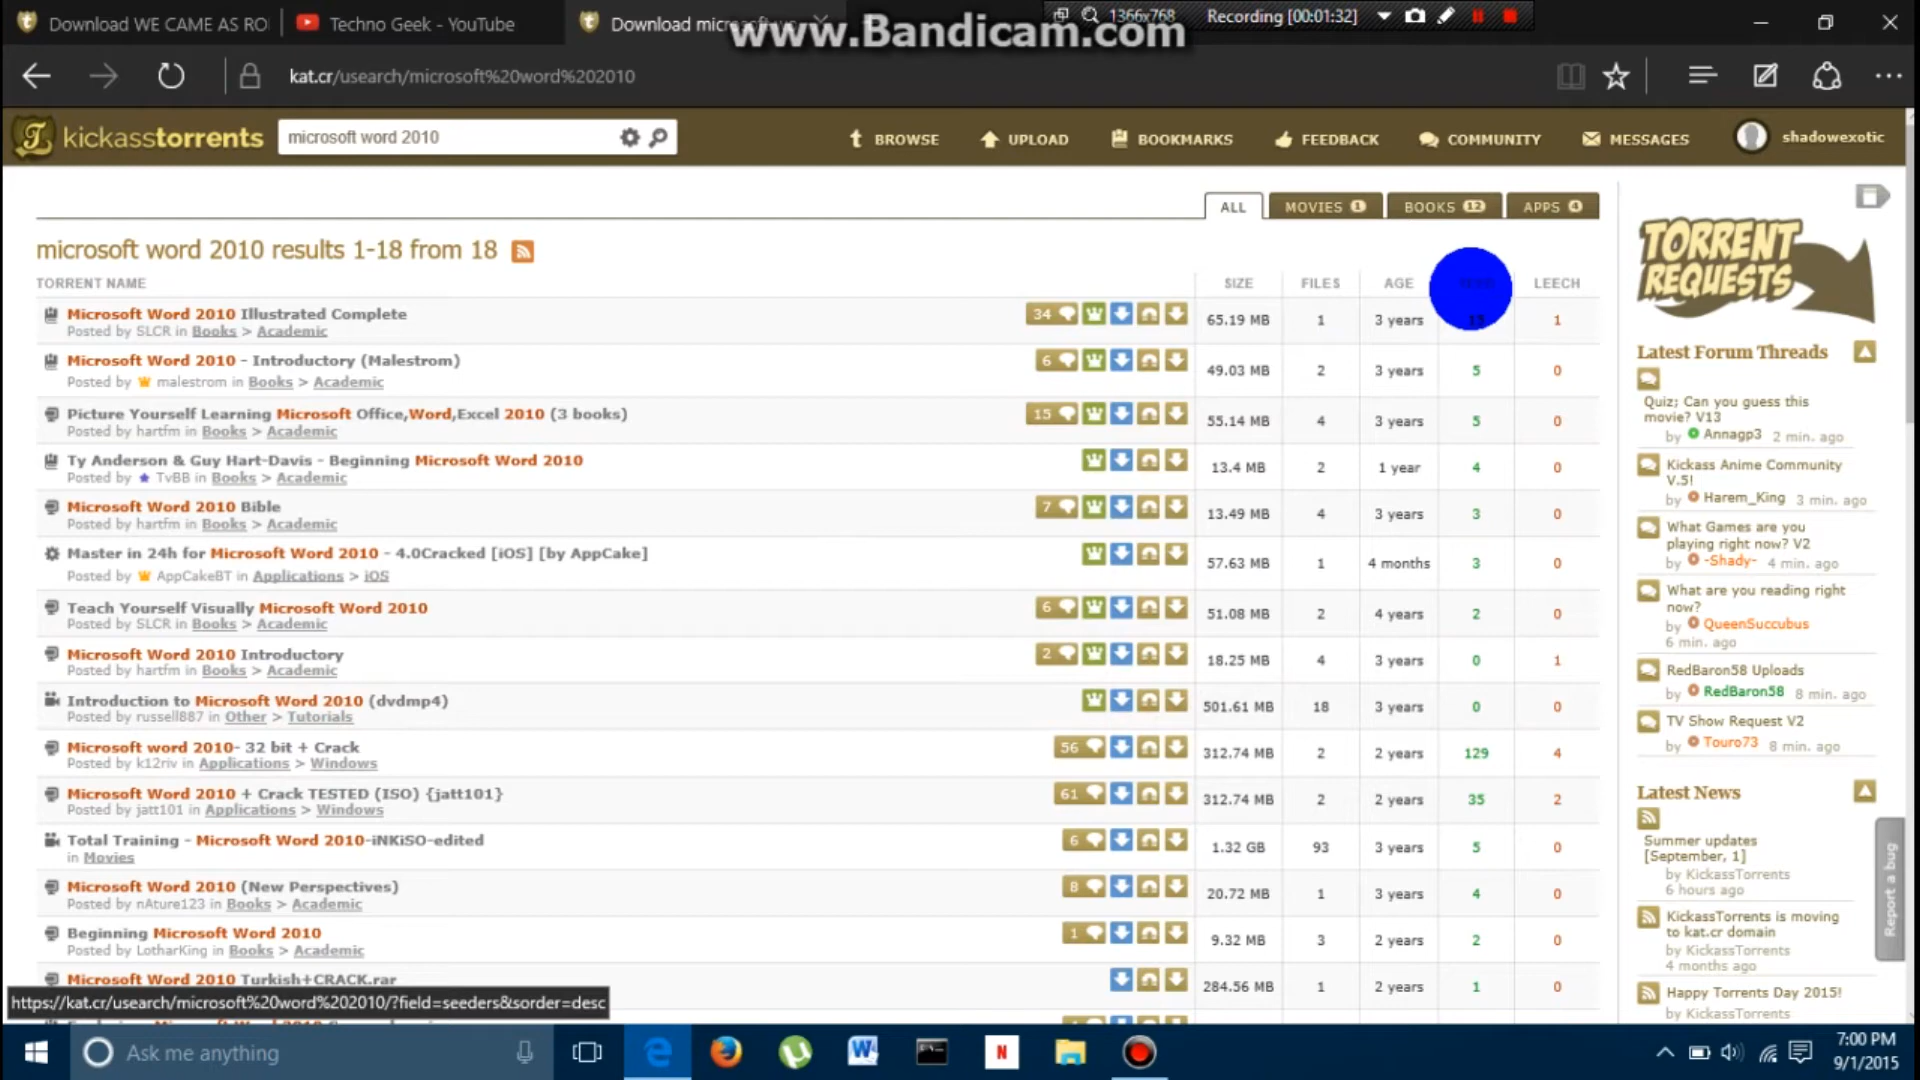 Download WE CAME AS RO
Techno Geek - YouTube
Download
1366x768
Recording [00:01:32]
www.Bandicam.com
kat.cr/usearch/microsoft%20word%202010
kickasstorrents
microsoft word 2010
BROWSE
UPLOAD
BOOKMARKS
FEEDBACK
COMMUNITY
MESSAGES
shadowexotic
ALL
MOVIES 1
BOOKS 12
APPS 4
microsoft word 2010 results 1-18 from 18
TORRENT NAME SIZE FILES AGE LEECH
Microsoft Word 2010 Illustrated Complete 34 65.19 MB 1 3 years 15 1
Posted by SLCR in Books > Academic
Microsoft Word 2010 - Introductory (Malestrom) 6 49.03 MB 2 3 years 5 0
Posted by malestrom in Books > Academic
Picture Yourself Learning Microsoft Office,Word,Excel 2010 (3 books) 15 55.14 MB 4 3 years 5 0
Posted by hartfm in Books > Academic
Ty Anderson & Guy Hart-Davis - Beginning Microsoft Word 2010 13.4 MB 2 1 year 4 0
Posted by TvBB in Books > Academic
Microsoft Word 2010 Bible 7 13.49 MB 4 3 years 3 0
Posted by hartfm in Books > Academic
Master in 24h for Microsoft Word 2010 - 4.0Cracked [iOS] [by AppCake] 57.63 MB 1 4 months 3 0
Posted by AppCakeBT in Applications > iOS
Teach Yourself Visually Microsoft Word 2010 6 51.08 MB 2 4 years 2 0
Posted by SLCR in Books > Academic
Microsoft Word 2010 Introductory 2 18.25 MB 4 3 years 0 1
Posted by hartfm in Books > Academic
Introduction to Microsoft Word 2010 (dvdmp4) 501.61 MB 18 3 years 0 0
Posted by russell887 in Other > Tutorials
Microsoft word 2010- 32 bit + Crack 56 312.74 MB 2 2 years 129 4
Posted by k12riv in Applications > Windows
Microsoft Word 2010 + Crack TESTED (ISO) {jatt101} 61 312.74 MB 2 2 years 35 2
Posted by jatt101 in Applications > Windows
Total Training - Microsoft Word 2010-iNKiSO-edited 6 1.32 GB 93 3 years 5 0
in Movies
Microsoft Word 2010 (New Perspectives) 8 20.72 MB 1 3 years 4 0
Posted by nAture123 in Books > Academic
Beginning Microsoft Word 2010 1 9.32 MB 3 2 years 2 0
Posted by LotharKing in Books > Academic
Microsoft Word 2010 Turkish+CRACK.rar 284.56 MB 1 2 years 1 0
https://kat.cr/usearch/microsoft%20word%202010/?field=seeders&sorder=desc
TORRENT
REQUESTS
Latest Forum Threads
Quiz; Can you guess this
movie? V13
by Annagp3 2 min. ago
Kickass Anime Community
V.5!
by Harem_King 3 min. ago
What Games are you
playing right now? V2
by -Shady- 4 min. ago
What are you reading right
now?
by QueenSuccubus
6 min. ago
RedBaron58 Uploads
by RedBaron58 8 min. ago
TV Show Request V2
by Touro73 8 min. ago
Latest News
Summer updates
[September, 1]
by KickassTorrents
6 hours ago
KickassTorrents is moving
to kat.cr domain
by KickassTorrents
4 months ago
Happy Torrents Day 2015!
by KickassTorrents
Report a bug
Ask me anything
7:00 PM
9/1/2015